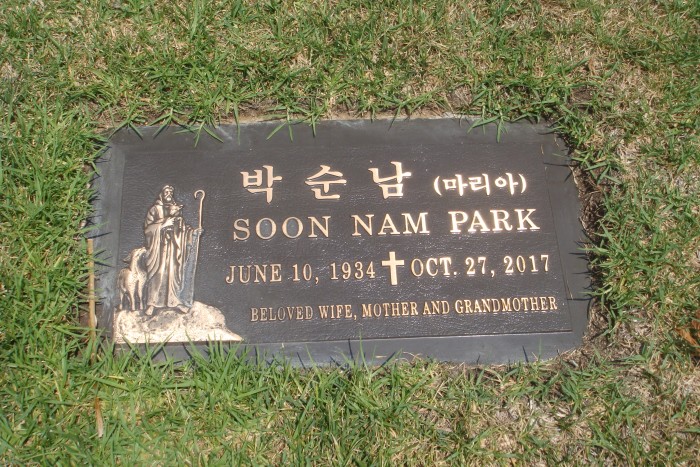 박 순 남 (마리아)
SOON NAM PARK
JUNE 10, 1934 OCT. 27, 2017
BELOVED WIFE, MOTHER AND GRANDMOTHER